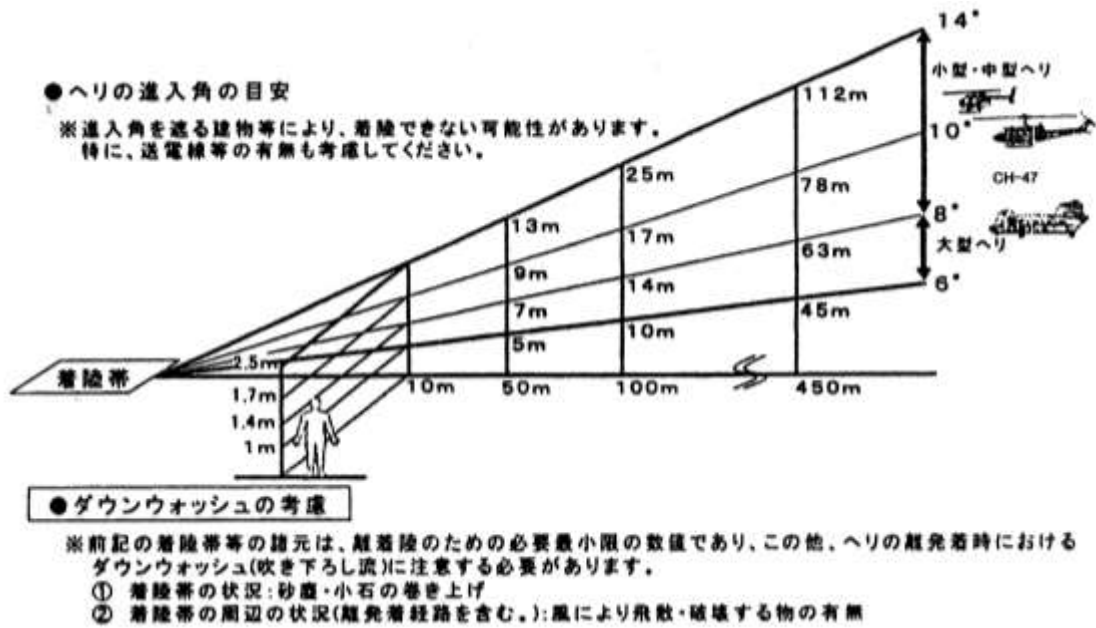 ●ヘリの進入角の目安
※進入角を遮る建物等により、着陸できない可能性があります。
特に、送電線等の有無も考慮してください。
14°
小型・中型ヘリ
10°
CH-47
8°
大型ヘリ
6°
112m
78m
63m
45m
25m
17m
14m
10m
13m
9m
7m
5m
着陸帯
2.5m
1.7m
1.4m
1m
10m
50m
100m
450m
●ダウンウォッシュの考慮
※前記の着陸帯等の諸元は、離着陸のための必要最小限の数値であり、この他、ヘリの離発着時における
ダウンウォッシュ(吹き下ろし流)に注意する必要があります。
① 着陸帯の状況:砂塵・小石の巻き上げ
② 着陸帯の周辺の状況(離発着経路を含む。):風により飛散・破壊する物の有無